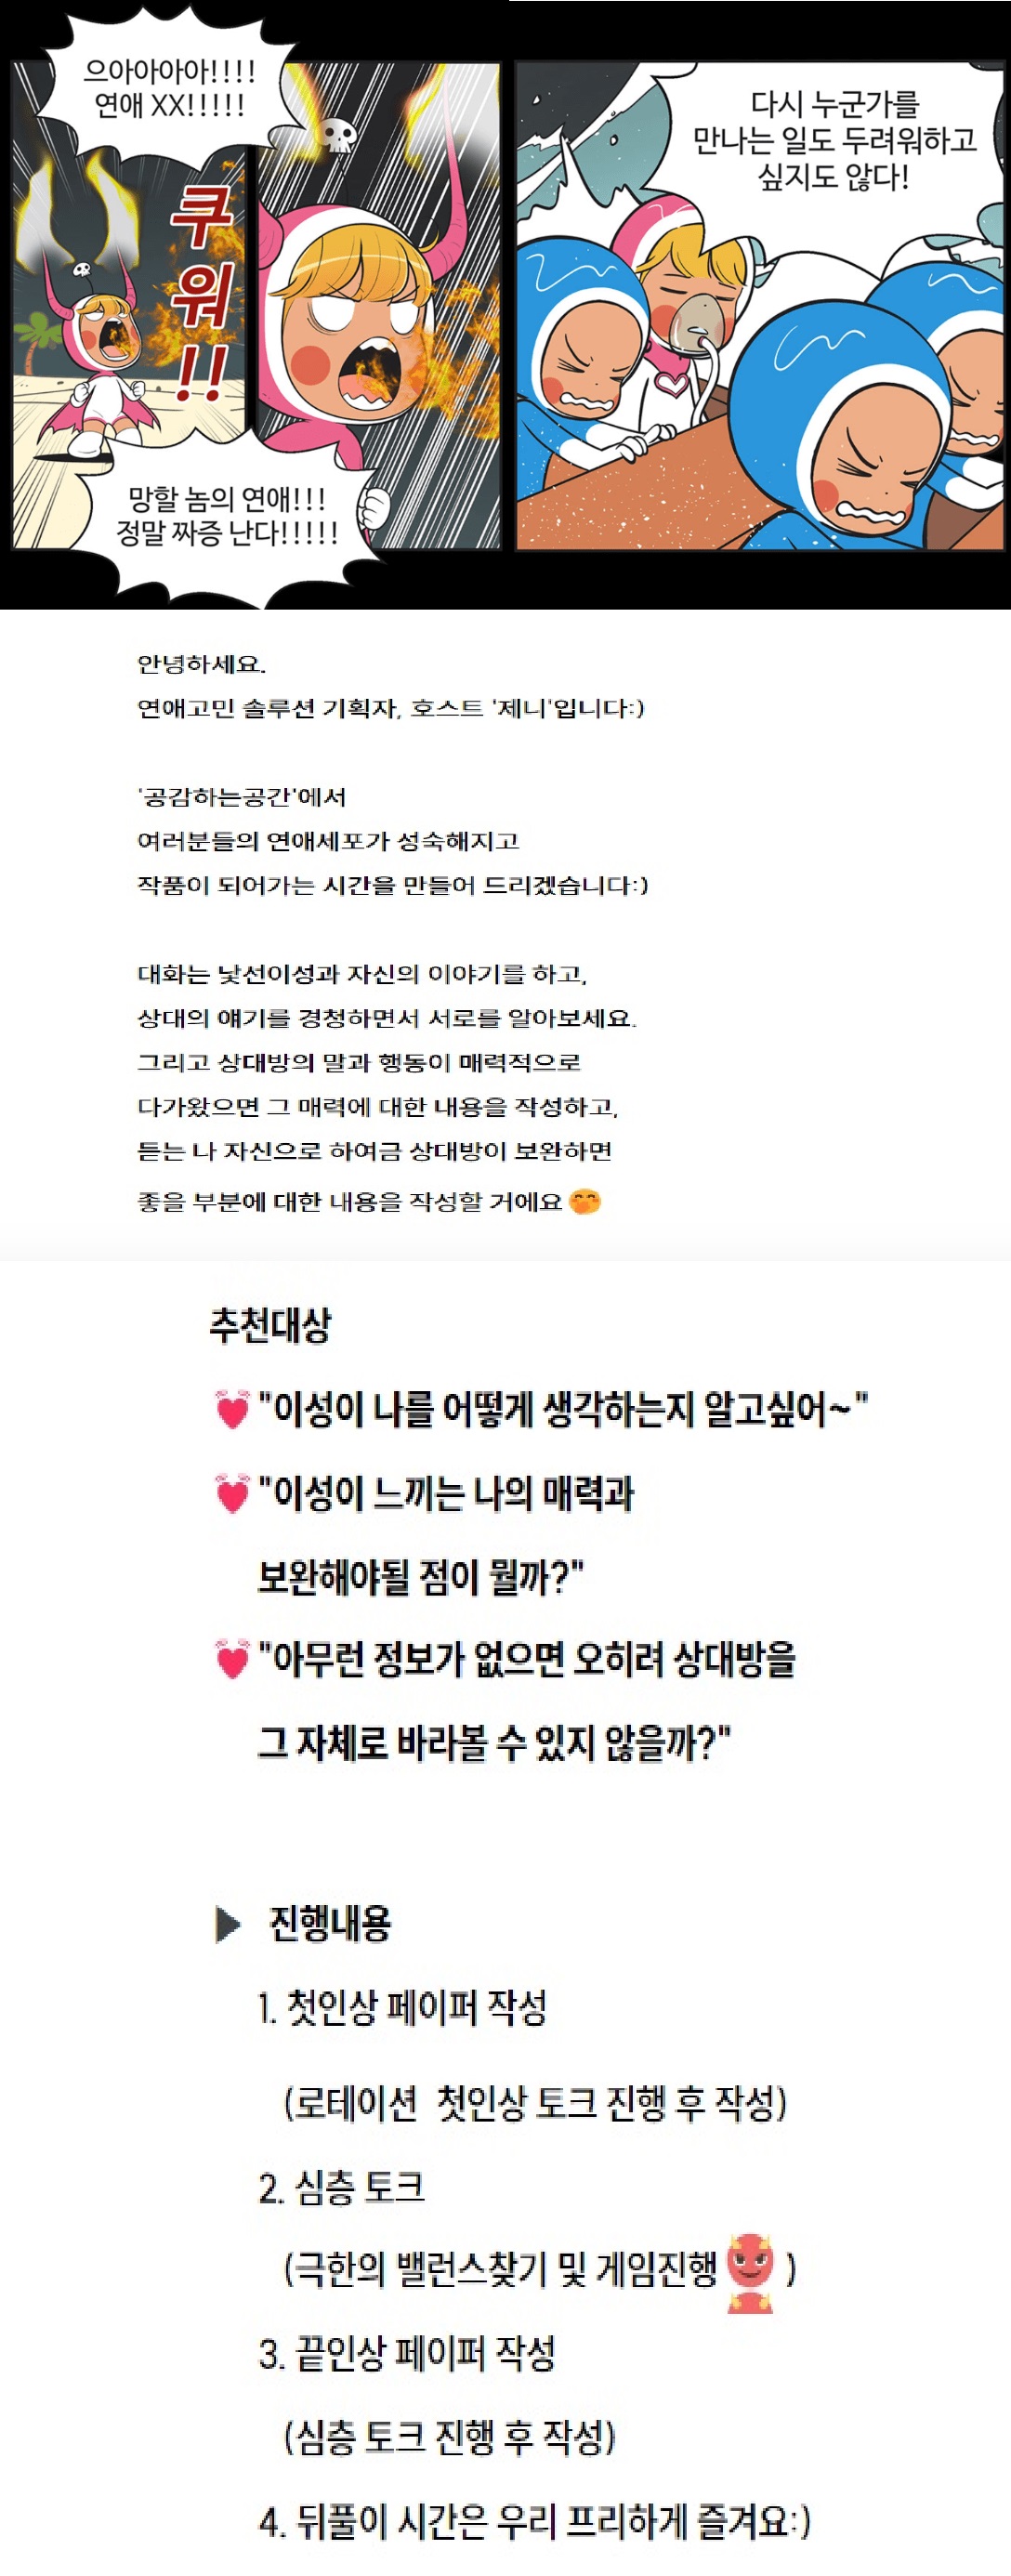 으아아아아!!!!
연애 XX!!!!!
쿠
워
!!
망할 놈의 연애!!!
정말 짜증 난다!!!!!
다시 누군가를
만나는 일도 두려워하고
싶지도 않다!
안녕하세요.
연애고민 솔루션 기획자, 호스트 '제니'입니다:)
'공감하는공간'에서
여러분들의 연애세포가 성숙해지고
작품이 되어가는 시간을 만들어 드리겠습니다:)
대화는 낯선이성과 자신의 이야기를 하고,
상대의 얘기를 경청하면서 서로를 알아보세요.
그리고 상대방의 말과 행동이 매력적으로
다가왔으면 그 매력에 대한 내용을 작성하고,
듣는 나 자신으로 하여금 상대방이 보완하면
좋을 부분에 대한 내용을 작성할 거에요
추천대상
"이성이 나를 어떻게 생각하는지 알고싶어~"
"이성이 느끼는 나의 매력과
보완해야될 점이 뭘까?"
"아무런 정보가 없으면 오히려 상대방을
그 자체로 바라볼 수 있지 않을까?"
▶ 진행내용
1. 첫인상 페이퍼 작성
(로테이션 첫인상 토크 진행 후 작성)
2. 심층 토크
(극한의 밸런스찾기 및 게임진행 )
3. 끝인상 페이퍼 작성
(심층 토크 진행 후 작성)
4. 뒤풀이 시간은 우리 프리하게 즐겨요:)